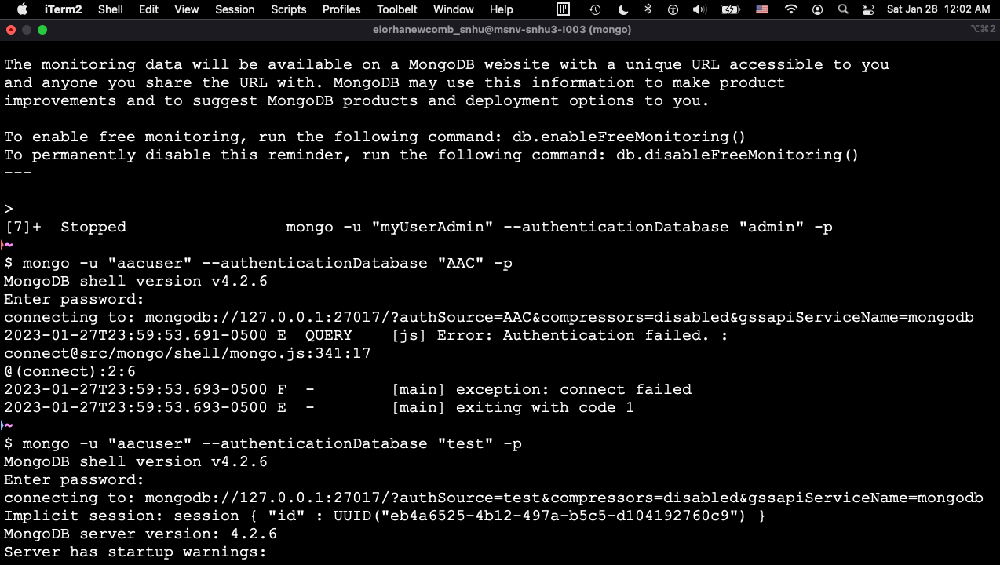 iTerm2 Shell Edit View Session Scripts Profiles Toolbelt Window Help Sat Jan 28 12:02 AM
elorhanewcomb_snhu@msnv-snhu3-l003 (mongo) ⌥⌘2
The monitoring data will be available on a MongoDB website with a unique URL accessible to you
and anyone you share the URL with. MongoDB may use this information to make product
improvements and to suggest MongoDB products and deployment options to you.
To enable free monitoring, run the following command: db.enableFreeMonitoring()
To permanently disable this reminder, run the following command: db.disableFreeMonitoring()
---
>
[7]+  Stopped                 mongo -u "myUserAdmin" --authenticationDatabase "admin" -p
~
$ mongo -u "aacuser" --authenticationDatabase "AAC" -p
MongoDB shell version v4.2.6
Enter password:
connecting to: mongodb://127.0.0.1:27017/?authSource=AAC&compressors=disabled&gssapiServiceName=mongodb
2023-01-27T23:59:53.691-0500 E  QUERY    [js] Error: Authentication failed. :
connect@src/mongo/shell/mongo.js:341:17
@(connect):2:6
2023-01-27T23:59:53.693-0500 F  -        [main] exception: connect failed
2023-01-27T23:59:53.693-0500 E  -        [main] exiting with code 1
~
$ mongo -u "aacuser" --authenticationDatabase "test" -p
MongoDB shell version v4.2.6
Enter password:
connecting to: mongodb://127.0.0.1:27017/?authSource=test&compressors=disabled&gssapiServiceName=mongodb
Implicit session: session { "id" : UUID("eb4a6525-4b12-497a-b5c5-d104192760c9") }
MongoDB server version: 4.2.6
Server has startup warnings: